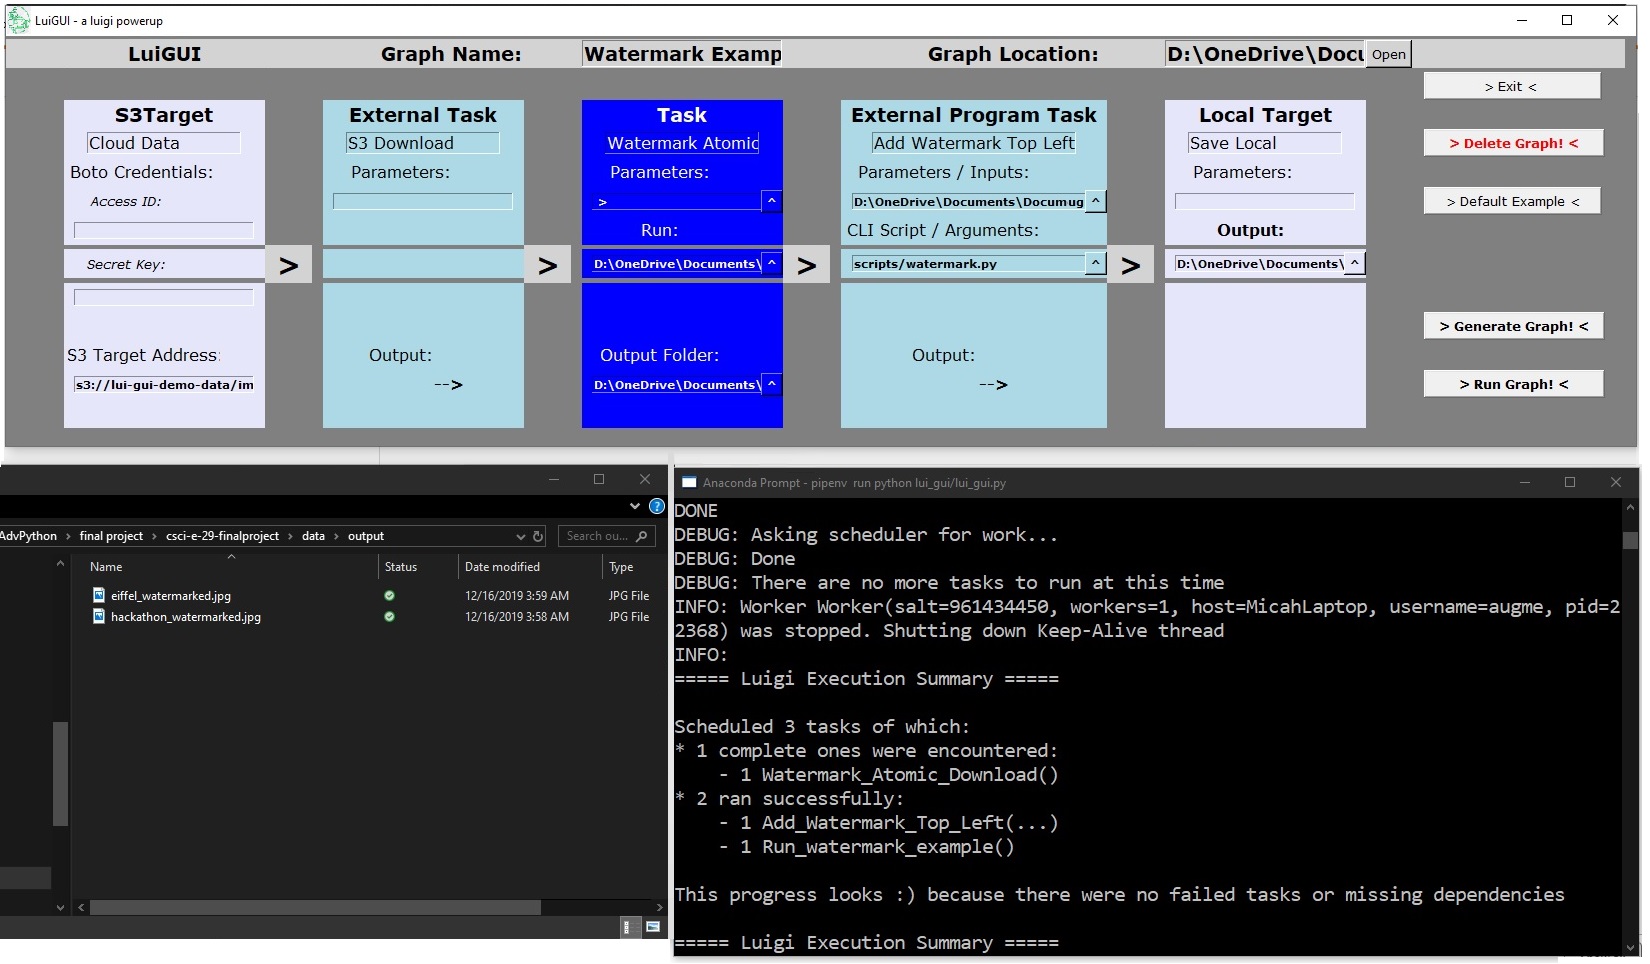 LuiGUI - a luigi powerup
LuiGUI Graph Name: Watermark Examp Graph Location: D:\OneDrive\Docu Open
S3Target
Cloud Data
Boto Credentials:
Access ID:
Secret Key:
S3 Target Address:
s3://lui-gui-demo-data/im
>
External Task
S3 Download
Parameters:
Output:
-->
>
Task
Watermark Atomic
Parameters:
> ^
Run:
D:\OneDrive\Documents\ ^
Output Folder:
D:\OneDrive\Documents\ ^
>
External Program Task
Add Watermark Top Left
Parameters / Inputs:
D:\OneDrive\Documents\Documug ^
CLI Script / Arguments:
scripts/watermark.py ^
Output:
-->
>
Local Target
Save Local
Parameters:
Output:
D:\OneDrive\Documents\ ^
> Exit <
> Delete Graph! <
> Default Example <
> Generate Graph! <
> Run Graph! <
?
AdvPython > final project > csci-e-29-finalproject > data > output
Search ou...
Name Status Date modified Type
eiffel_watermarked.jpg 12/16/2019 3:59 AM JPG File
hackathon_watermarked.jpg 12/16/2019 3:58 AM JPG File
Anaconda Prompt - pipenv run python lui_gui/lui_gui.py
DONE
DEBUG: Asking scheduler for work...
DEBUG: Done
DEBUG: There are no more tasks to run at this time
INFO: Worker Worker(salt=961434450, workers=1, host=MicahLaptop, username=augme, pid=2
2368) was stopped. Shutting down Keep-Alive thread
INFO:
===== Luigi Execution Summary =====
Scheduled 3 tasks of which:
* 1 complete ones were encountered:
- 1 Watermark_Atomic_Download()
* 2 ran successfully:
- 1 Add_Watermark_Top_Left(...)
- 1 Run_watermark_example()
This progress looks :) because there were no failed tasks or missing dependencies
===== Luigi Execution Summary =====